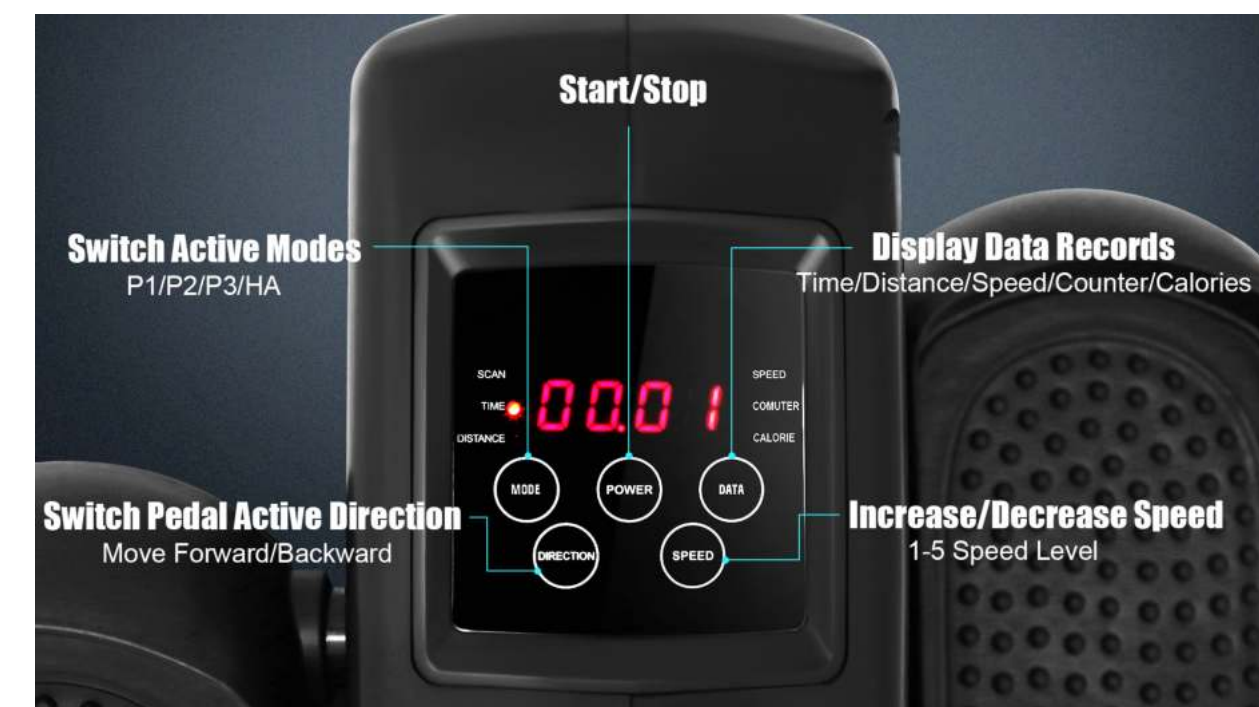 Start/Stop
Switch Active Modes
P1/P2/P3/HA
Display Data Records
Time/Distance/Speed/Counter/Calories
SCAN
TIME
DISTANCE
00.01
SPEED
COMUTER
CALORIE
MODE
POWER
DATA
Switch Pedal Active Direction
Move Forward/Backward
DIRECTION
SPEED
Increase/Decrease Speed
1-5 Speed Level